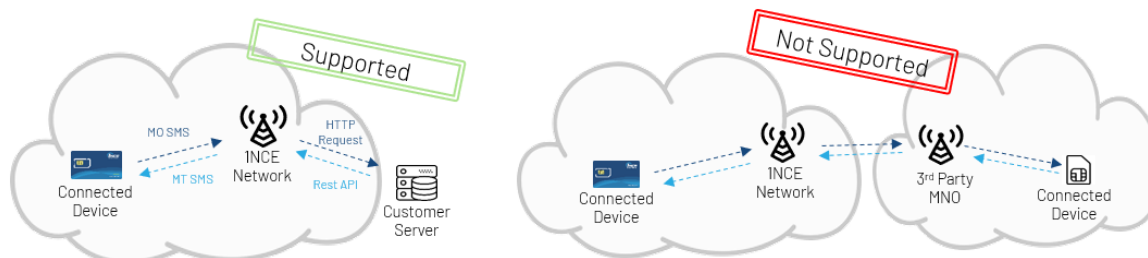 Supported
MO SMS
MT SMS
1NCE
Network
HTTP
Request
Rest API
Connected
Device
Customer
Server
Not Supported
1NCE
Network
3rd Party
MNO
Connected
Device
Connected
Device